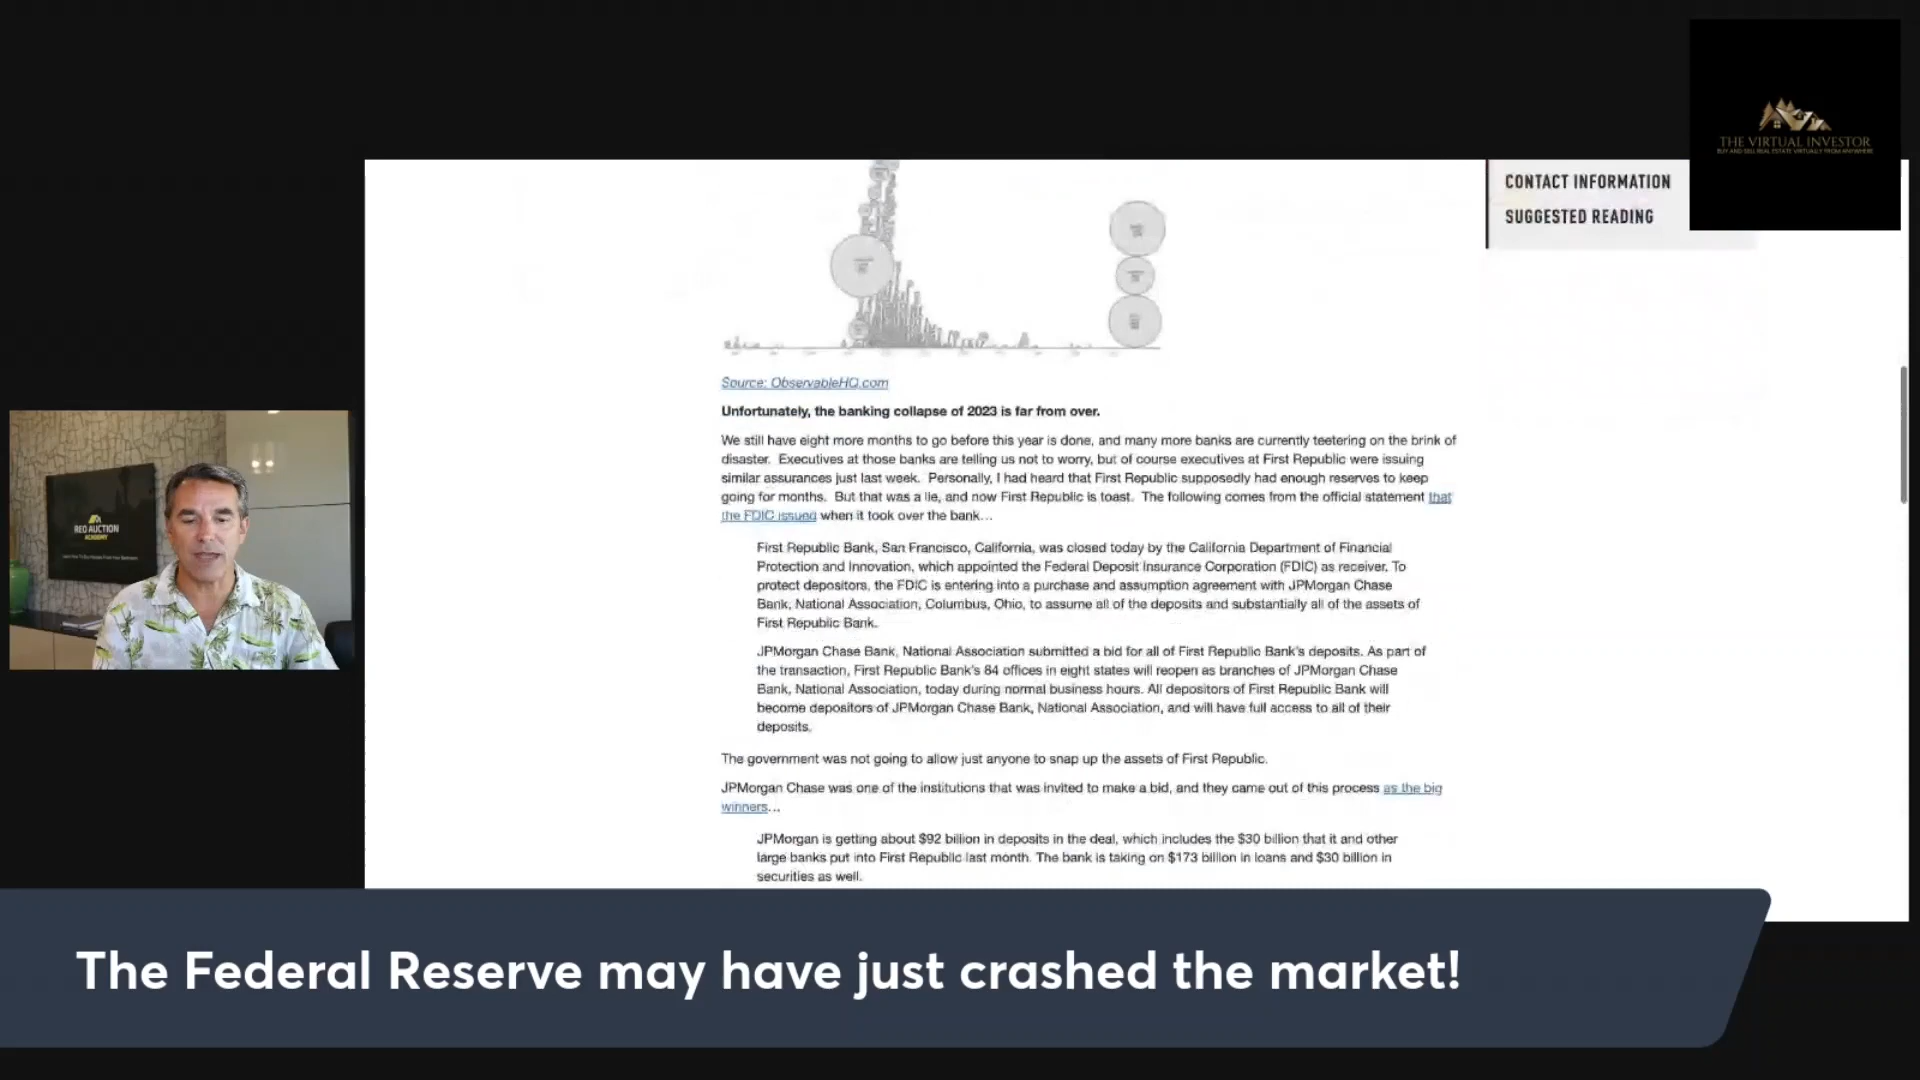 THE VIRTUAL INVESTOR
BUY AND SELL REAL ESTATE VIRTUALLY FROM ANYWHERE
CONTACT INFORMATION
SUGGESTED READING
Source: ObservableHQ.com
Unfortunately, the banking collapse of 2023 is far from over.
We still have eight more months to go before this year is done, and many more banks are currently teetering on the brink of
disaster. Executives at those banks are telling us not to worry, but of course executives at First Republic were issuing
similar assurances just last week. Personally, I had heard that First Republic supposedly had enough reserves to keep
going for months. But that was a lie, and now First Republic is toast. The following comes from the official statement that
the FDIC issued when it took over the bank…
First Republic Bank, San Francisco, California, was closed today by the California Department of Financial
Protection and Innovation, which appointed the Federal Deposit Insurance Corporation (FDIC) as receiver. To
protect depositors, the FDIC is entering into a purchase and assumption agreement with JPMorgan Chase
Bank, National Association, Columbus, Ohio, to assume all of the deposits and substantially all of the assets of
First Republic Bank.
JPMorgan Chase Bank, National Association submitted a bid for all of First Republic Bank's deposits. As part of
the transaction, First Republic Bank's 84 offices in eight states will reopen as branches of JPMorgan Chase
Bank, National Association, today during normal business hours. All depositors of First Republic Bank will
become depositors of JPMorgan Chase Bank, National Association, and will have full access to all of their
deposits.
The government was not going to allow just anyone to snap up the assets of First Republic.
JPMorgan Chase was one of the institutions that was invited to make a bid, and they came out of this process as the big
winners…
JPMorgan is getting about $92 billion in deposits in the deal, which includes the $30 billion that it and other
large banks put into First Republic last month. The bank is taking on $173 billion in loans and $30 billion in
securities as well.
REO AUCTION
ACADEMY
The Federal Reserve may have just crashed the market!